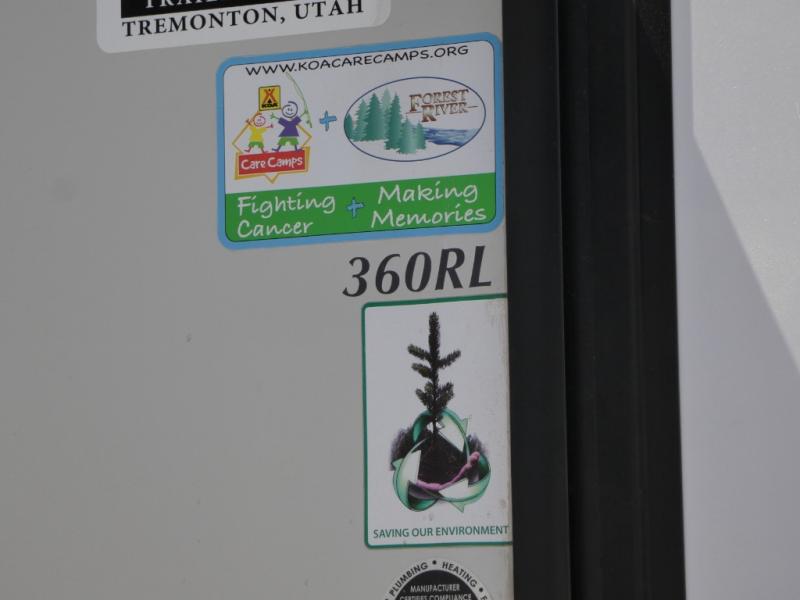 TREMONTON, UTAH
WWW.KOACARECAMPS.ORG
KOA
Care Camps
+
FOREST
RIVER
Fighting
Cancer
+
Making
Memories
360RL
SAVING OUR ENVIRONMENT
PLUMBING • HEATING •
MANUFACTURER
CERTIFIES COMPLIANCE